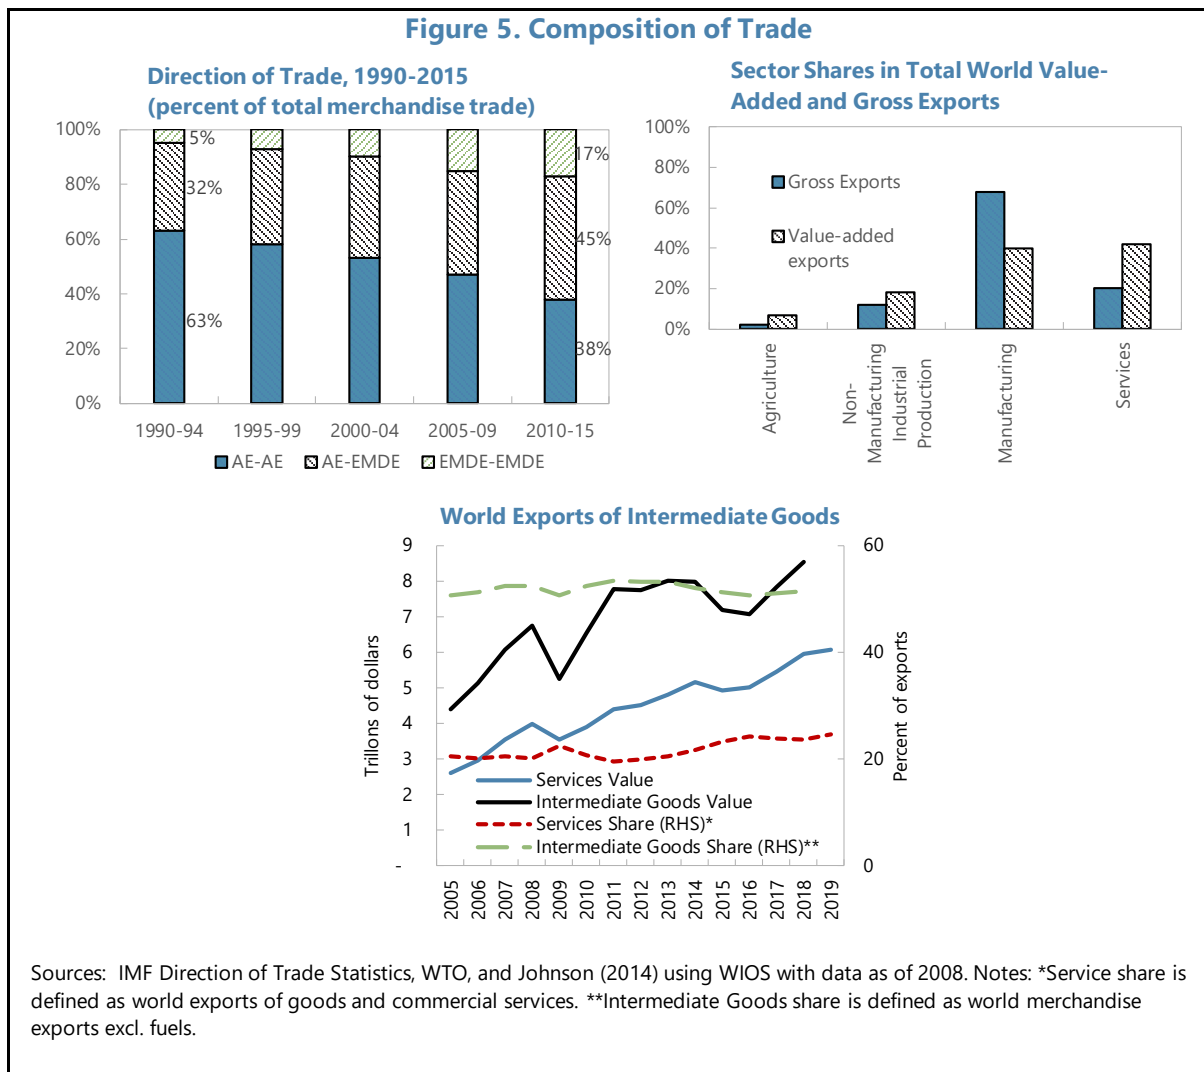 Figure 5. Composition of Trade
Direction of Trade, 1990-2015
(percent of total merchandise trade)
100%
80%
60%
40%
20%
0%
5%
32%
63%
17%
45%
38%
1990-94
1995-99
2000-04
2005-09
2010-15
AE-AE
AE-EMDE
EMDE-EMDE
Sector Shares in Total World Value-
Added and Gross Exports
100%
80%
60%
40%
20%
0%
Gross Exports
Value-added
exports
Agriculture
Non-
Manufacturing
Industrial
Production
Manufacturing
Services
World Exports of Intermediate Goods
9
8
7
6
5
4
3
2
1
-
Trillons of dollars
60
40
20
0
Percent of exports
Services Value
Intermediate Goods Value
Services Share (RHS)*
Intermediate Goods Share (RHS)**
2005
2006
2007
2008
2009
2010
2011
2012
2013
2014
2015
2016
2017
2018
2019
Sources: IMF Direction of Trade Statistics, WTO, and Johnson (2014) using WIOS with data as of 2008. Notes: *Service share is
defined as world exports of goods and commercial services. **Intermediate Goods share is defined as world merchandise
exports excl. fuels.